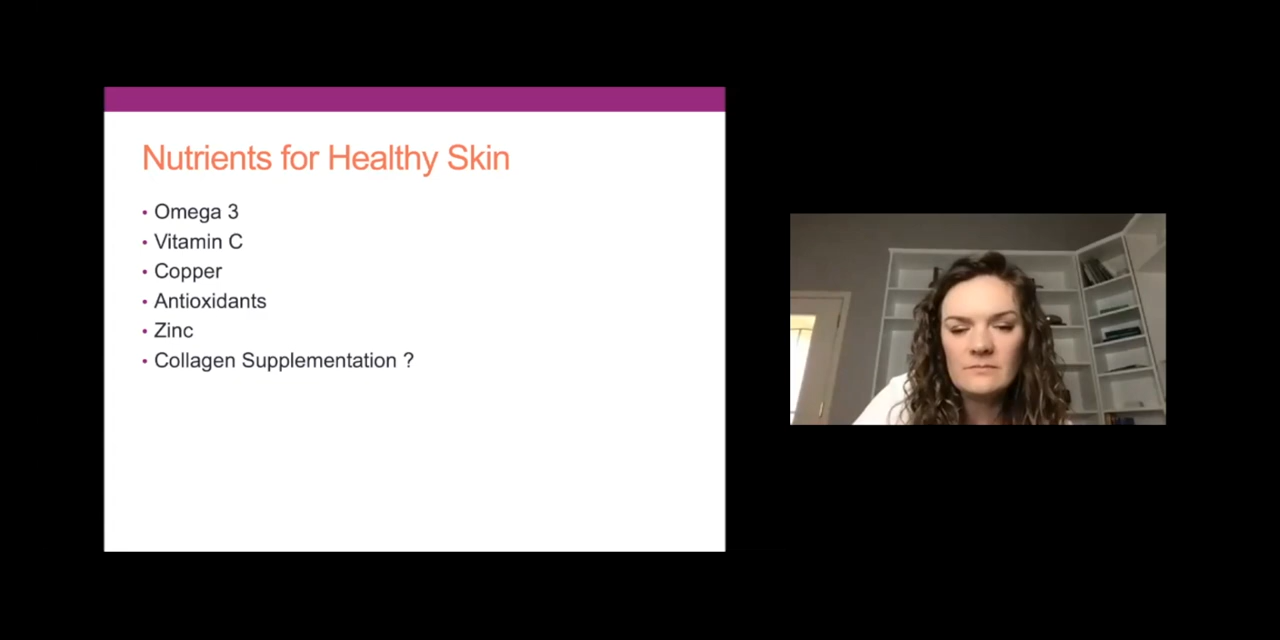 Nutrients for Healthy Skin
• Omega 3
• Vitamin C
• Copper
• Antioxidants
• Zinc
• Collagen Supplementation ?